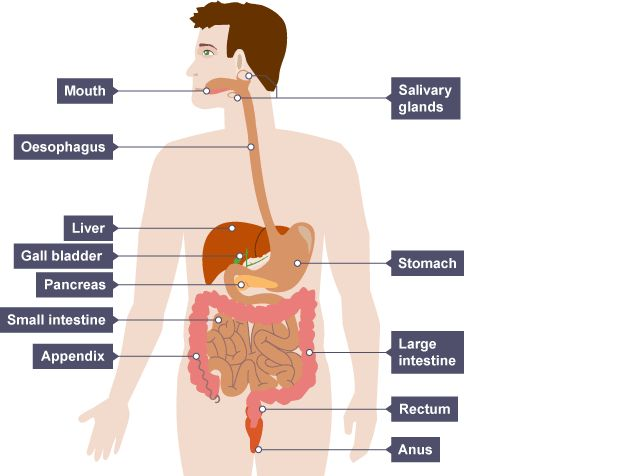 Mouth
Salivary
glands
Oesophagus
Liver
Gall bladder
Stomach
Pancreas
Small intestine
Large
intestine
Appendix
Rectum
Anus